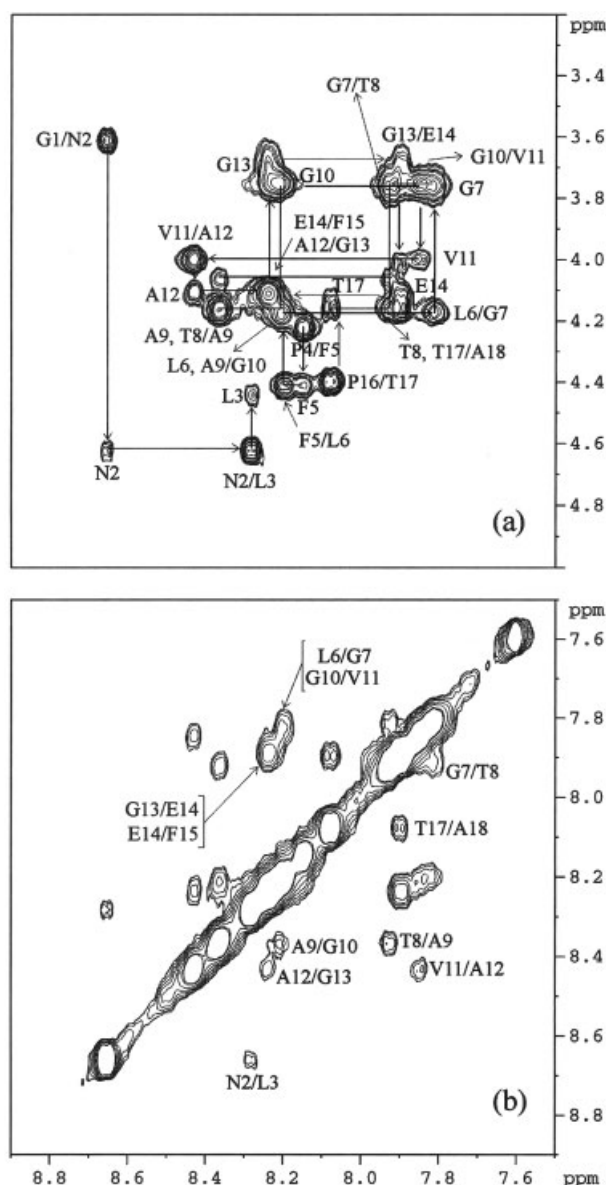 ppm
3.4
G7/T8
3.6
G1/N2
G13/E14
G13
G10
G10/V11
G7
3.8
E14/F15
A12/G13
V11/A12
V11
4.0
A12
T17
E14
L6/G7
4.2
A9, T8/A9
P4/F5
T8, T17/A18
L6, A9/G10
L3
F5
P16/T17
4.4
F5/L6
N2
N2/L3
4.6
4.8
(a)
ppm
7.6
L6/G7
G10/V11
7.8
G7/T8
G13/E14
E14/F15
8.0
T17/A18
8.2
A9/G10
T8/A9
A12/G13
V11/A12
8.4
N2/L3
8.6
(b)
8.8
8.8 8.6 8.4 8.2 8.0 7.8 7.6 ppm